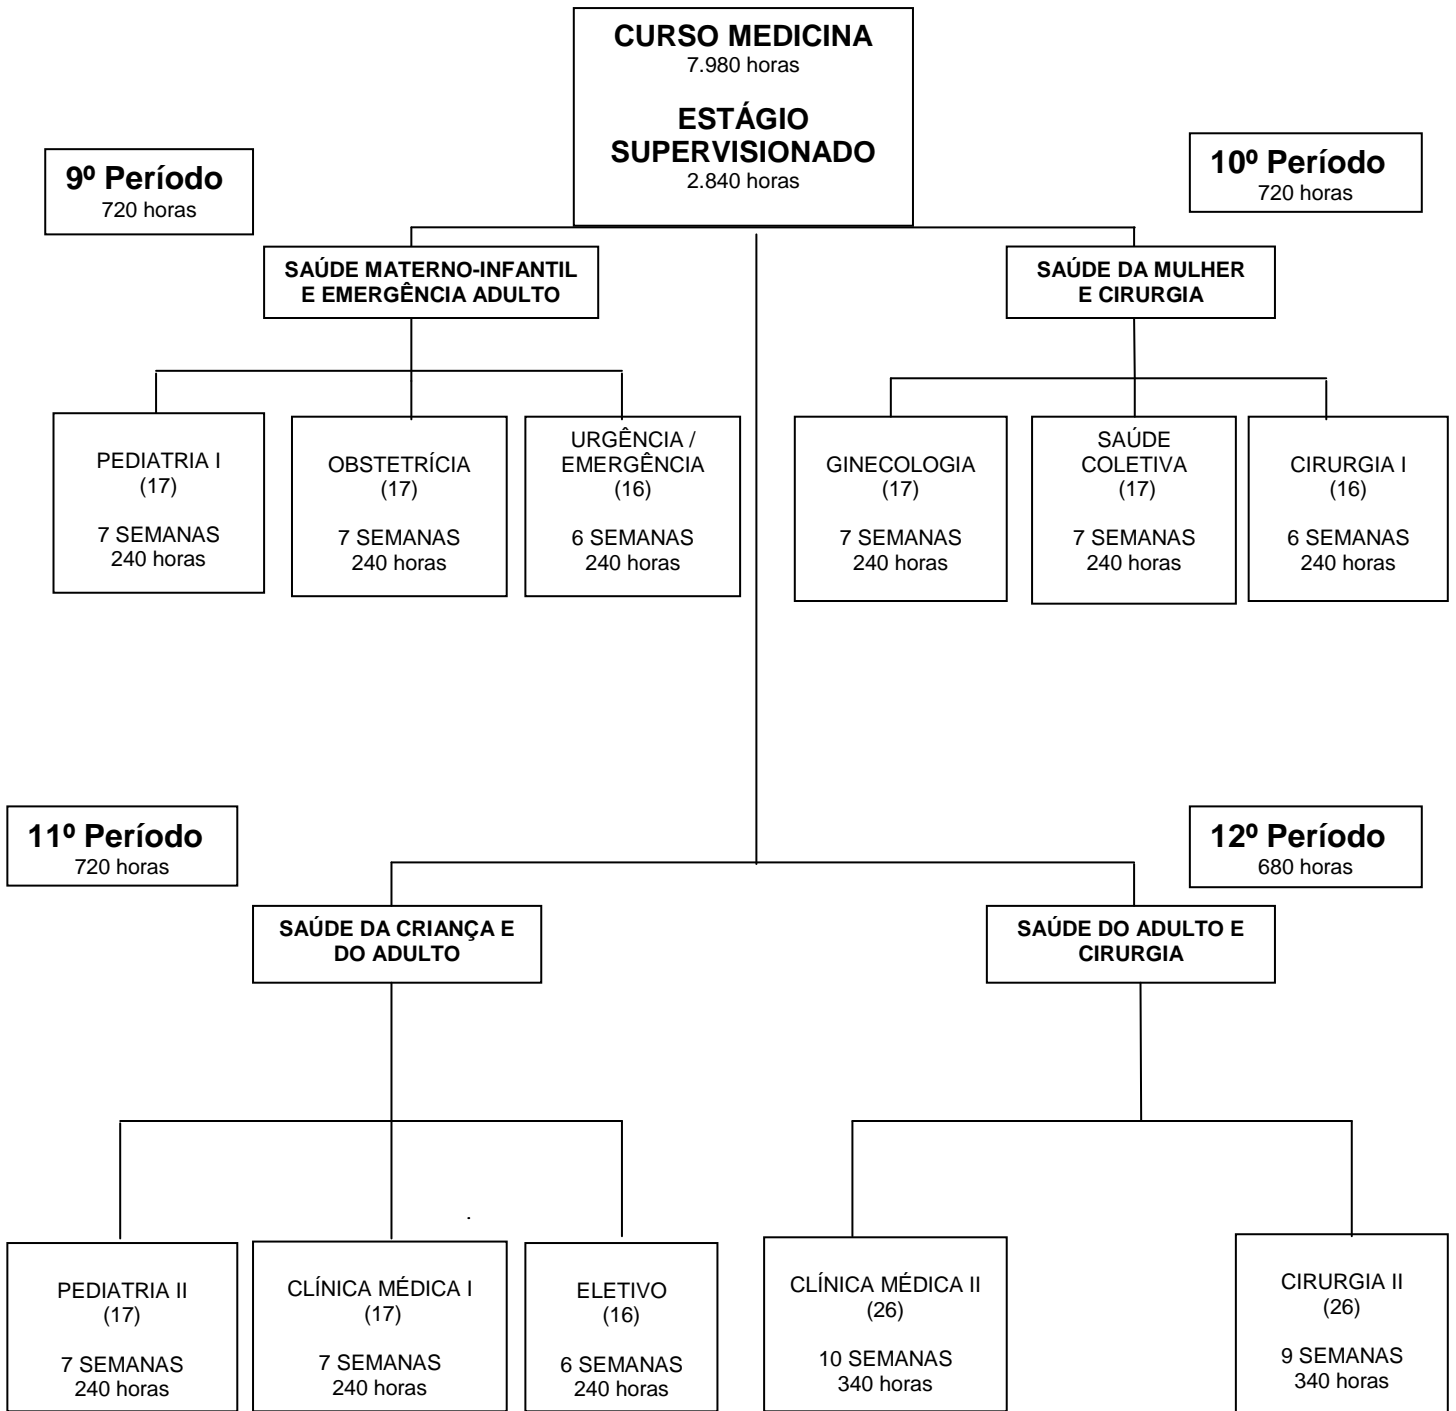 CURSO MEDICINA
7.980 horas
ESTÁGIO
SUPERVISIONADO
2.840 horas
9º Período
720 horas
10º Período
720 horas
SAÚDE MATERNO-INFANTIL
E EMERGÊNCIA ADULTO
SAÚDE DA MULHER
E CIRURGIA
PEDIATRIA I
(17)
7 SEMANAS
240 horas
OBSTETRÍCIA
(17)
7 SEMANAS
240 horas
URGÊNCIA /
EMERGÊNCIA
(16)
6 SEMANAS
240 horas
GINECOLOGIA
(17)
7 SEMANAS
240 horas
SAÚDE
COLETIVA
(17)
7 SEMANAS
240 horas
CIRURGIA I
(16)
6 SEMANAS
240 horas
11º Período
720 horas
12º Período
680 horas
SAÚDE DA CRIANÇA E
DO ADULTO
SAÚDE DO ADULTO E
CIRURGIA
.
PEDIATRIA II
(17)
7 SEMANAS
240 horas
CLÍNICA MÉDICA I
(17)
7 SEMANAS
240 horas
ELETIVO
(16)
6 SEMANAS
240 horas
CLÍNICA MÉDICA II
(26)
10 SEMANAS
340 horas
CIRURGIA II
(26)
9 SEMANAS
340 horas